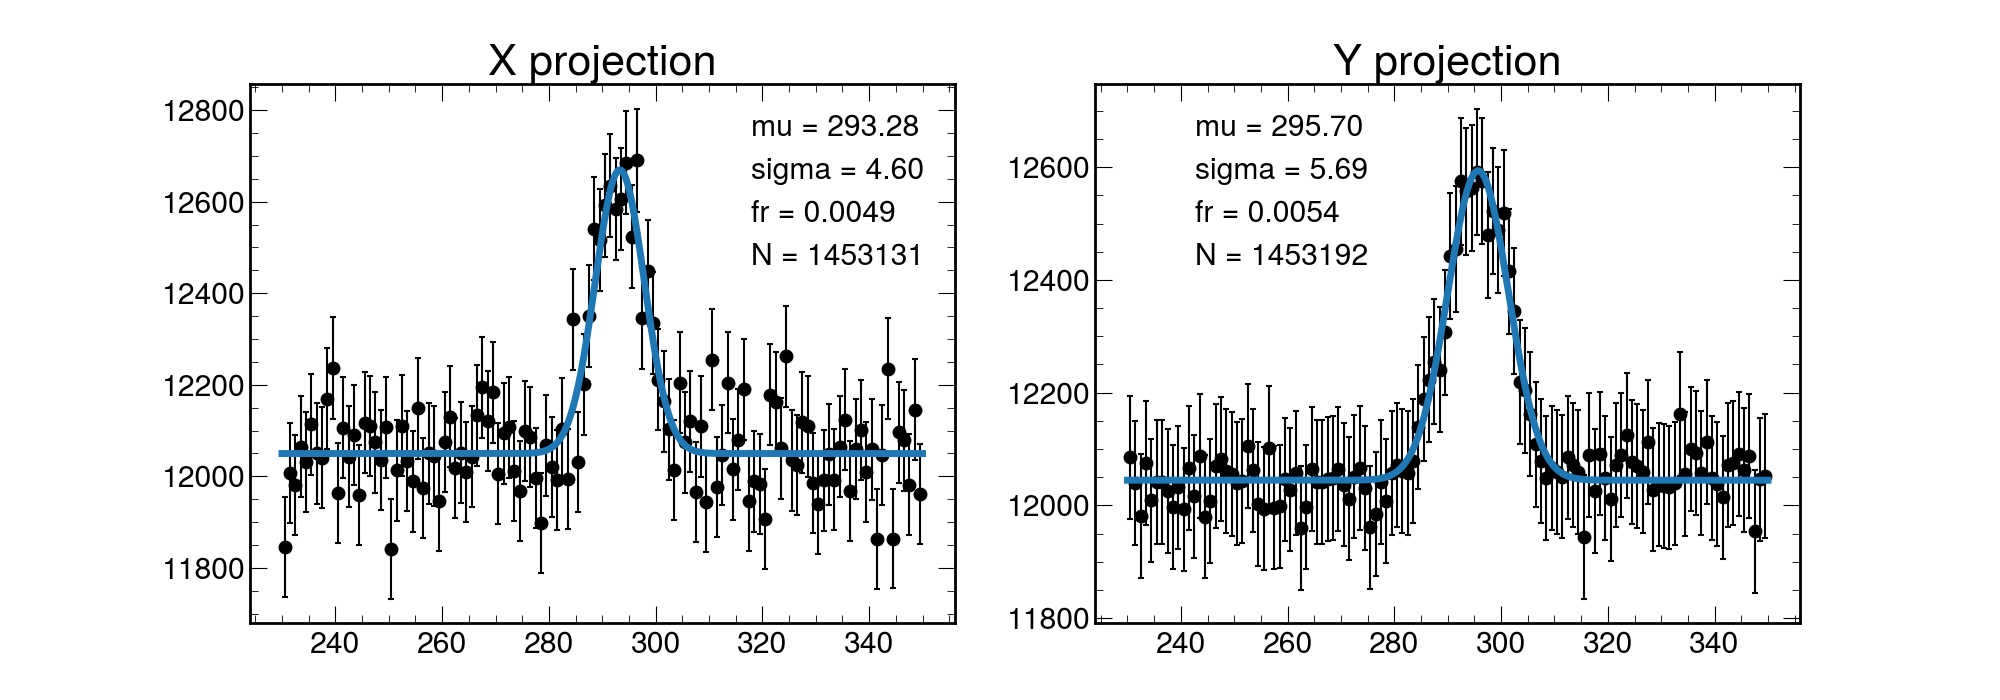 X projection
12800
12600
12400
12200
12000
11800
mu = 293.28
sigma = 4.60
fr = 0.0049
N = 1453131
240 260 280 300 320 340
Y projection
12600
12400
12200
12000
11800
mu = 295.70
sigma = 5.69
fr = 0.0054
N = 1453192
240 260 280 300 320 340